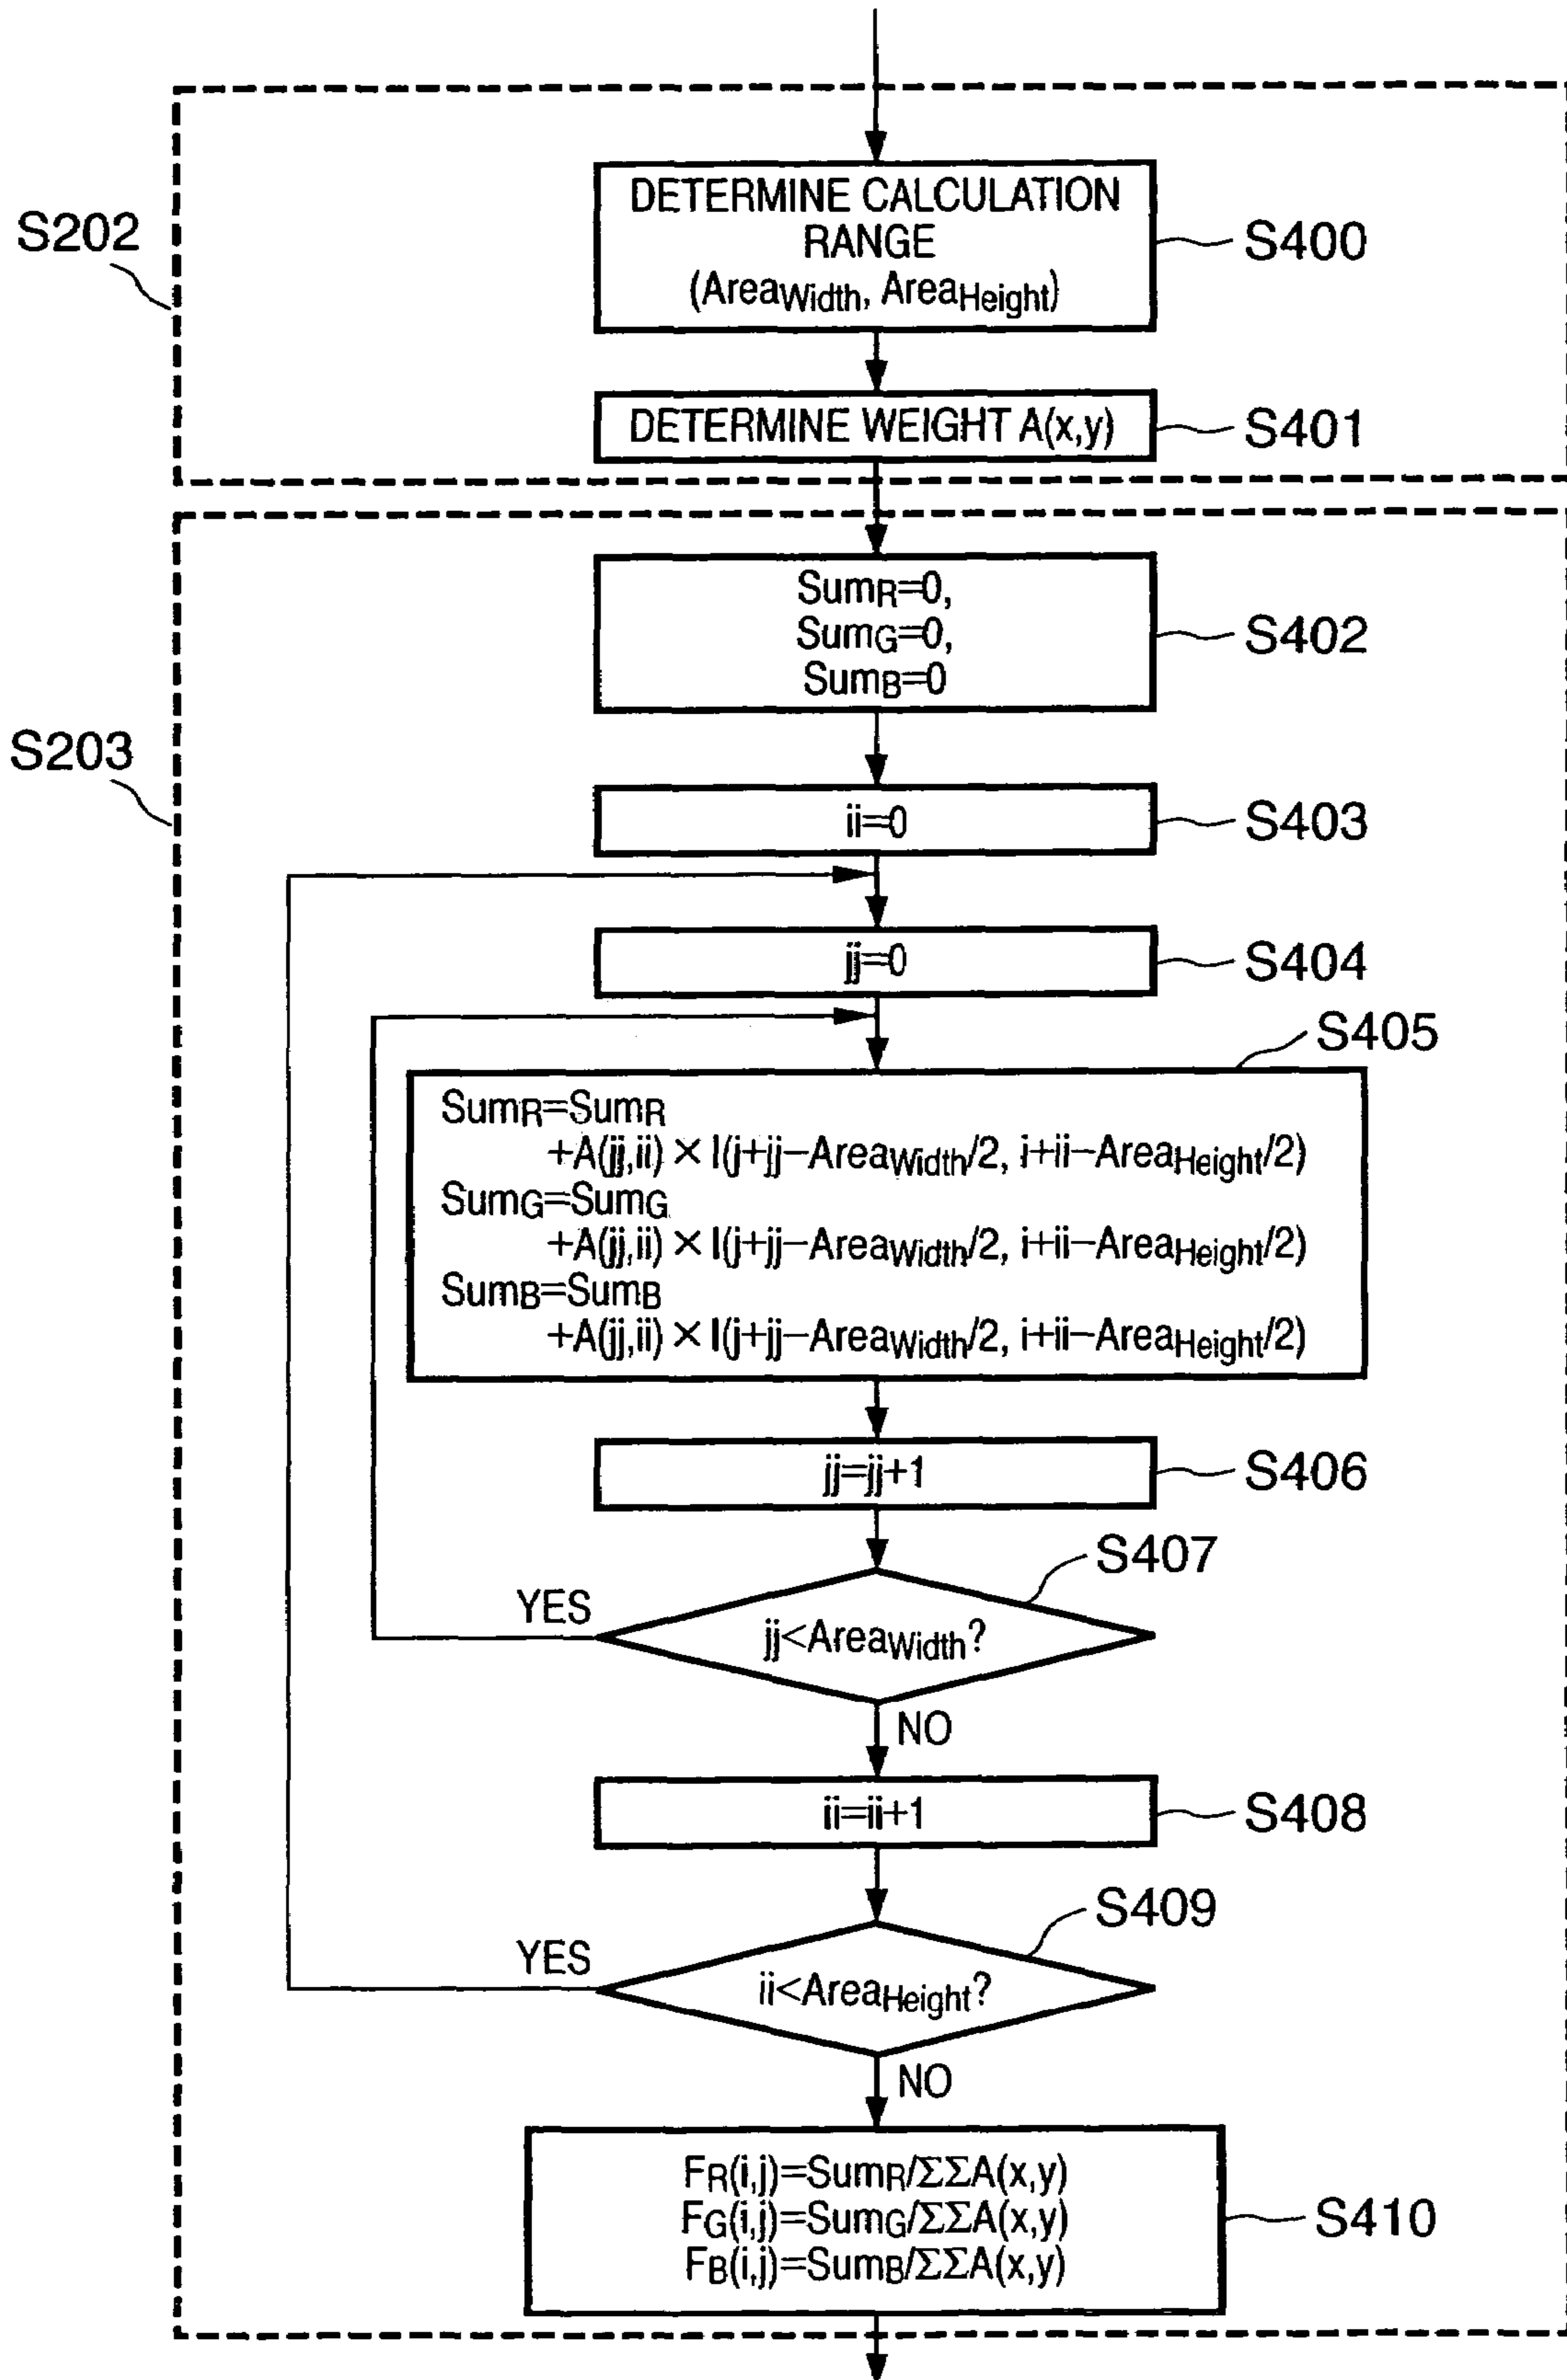 S202
DETERMINE CALCULATION
RANGE
(AreaWidth, AreaHeight)
S400
DETERMINE WEIGHT A(x,y)
S401
S203
SumR=0,
SumG=0,
SumB=0
S402
ii=0
S403
jj=0
S404
S405
SumR=SumR
+A(jj,ii)×I(j+jj−AreaWidth/2, i+ii−AreaHeight/2)
SumG=SumG
+A(jj,ii)×I(j+jj−AreaWidth/2, i+ii−AreaHeight/2)
SumB=SumB
+A(jj,ii)×I(j+jj−AreaWidth/2, i+ii−AreaHeight/2)
jj=jj+1
S406
S407
YES
jj<AreaWidth?
NO
ii=ii+1
S408
S409
YES
ii<AreaHeight?
NO
FR(i,j)=SumR/ΣΣA(x,y)
FG(i,j)=SumG/ΣΣA(x,y)
FB(i,j)=SumB/ΣΣA(x,y)
S410